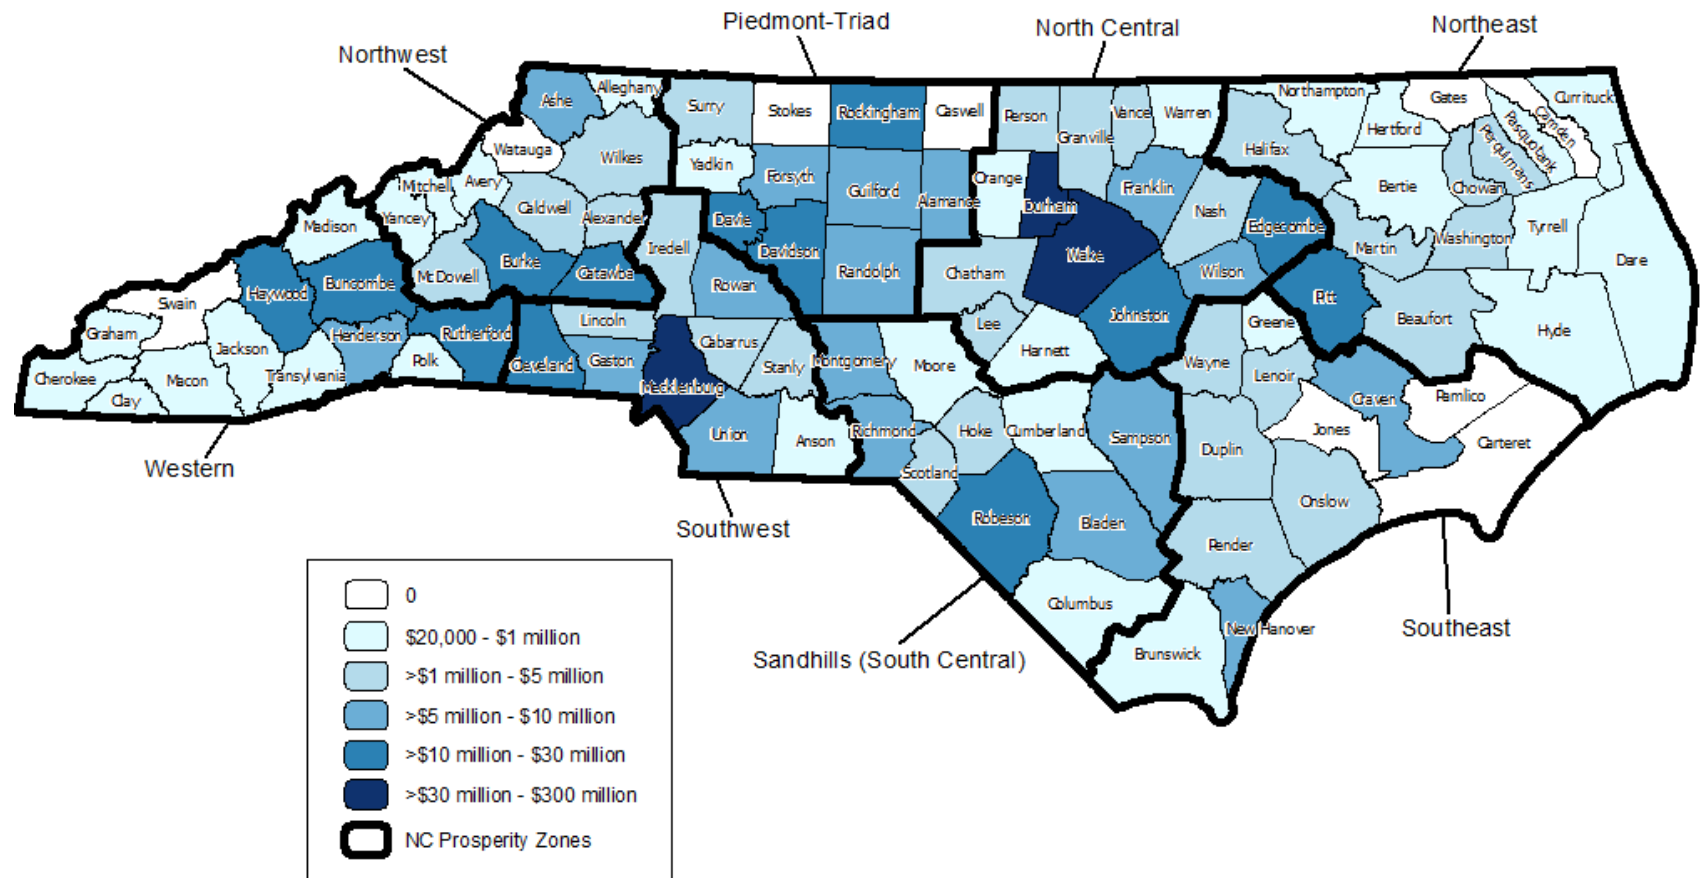 Piedmont-Triad
North Central
Northeast
Northwest
Ashe
Alleghany
Surry
Stokes
Rockingham
Caswell
Person
Granville
Vance
Warren
Northampton
Gates
Currituck
Camden
Pasquotank
Perquimans
Hertford
Halifax
Watauga
Wilkes
Yadkin
Forsyth
Guilford
Alamance
Orange
Durham
Franklin
Nash
Edgecombe
Bertie
Chowan
Mitchell
Avery
Yancey
Caldwell
Alexander
Madison
Iredell
Davie
Davidson
Randolph
Chatham
Wake
Wilson
Martin
Washington
Tyrrell
Dare
McDowell
Burke
Catawba
Rowan
Swain
Haywood
Buncombe
Graham
Henderson
Rutherford
Lincoln
Cabarrus
Stanly
Montgomery
Moore
Lee
Harnett
Johnston
Greene
Pitt
Beaufort
Hyde
Cherokee
Clay
Macon
Jackson
Transylvania
Polk
Cleveland
Gaston
Mecklenburg
Wayne
Lenoir
Craven
Pamlico
Jones
Carteret
Union
Anson
Richmond
Hoke
Scotland
Cumberland
Sampson
Duplin
Onslow
Robeson
Bladen
Pender
Columbus
Brunswick
New Hanover
Western
Southwest
Sandhills (South Central)
Southeast
0
$20,000 - $1 million
>$1 million - $5 million
>$5 million - $10 million
>$10 million - $30 million
>$30 million - $300 million
NC Prosperity Zones